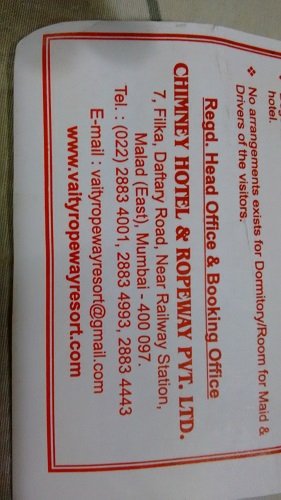 hotel.
❖ No arrangements exists for Dormitory/Room for Maid &
Drivers of the visitors.
Regd. Head Office & Booking Office
CHIMNEY HOTEL & ROPEWAY PVT. LTD.
7, Filka, Daftary Road, Near Railway Station,
Malad (East), Mumbai - 400 097.
Tel. : (022) 2883 4001, 2883 4993, 2883 4443
E-mail : vaityropewayresort@gmail.com
www.vaityropewayresort.com